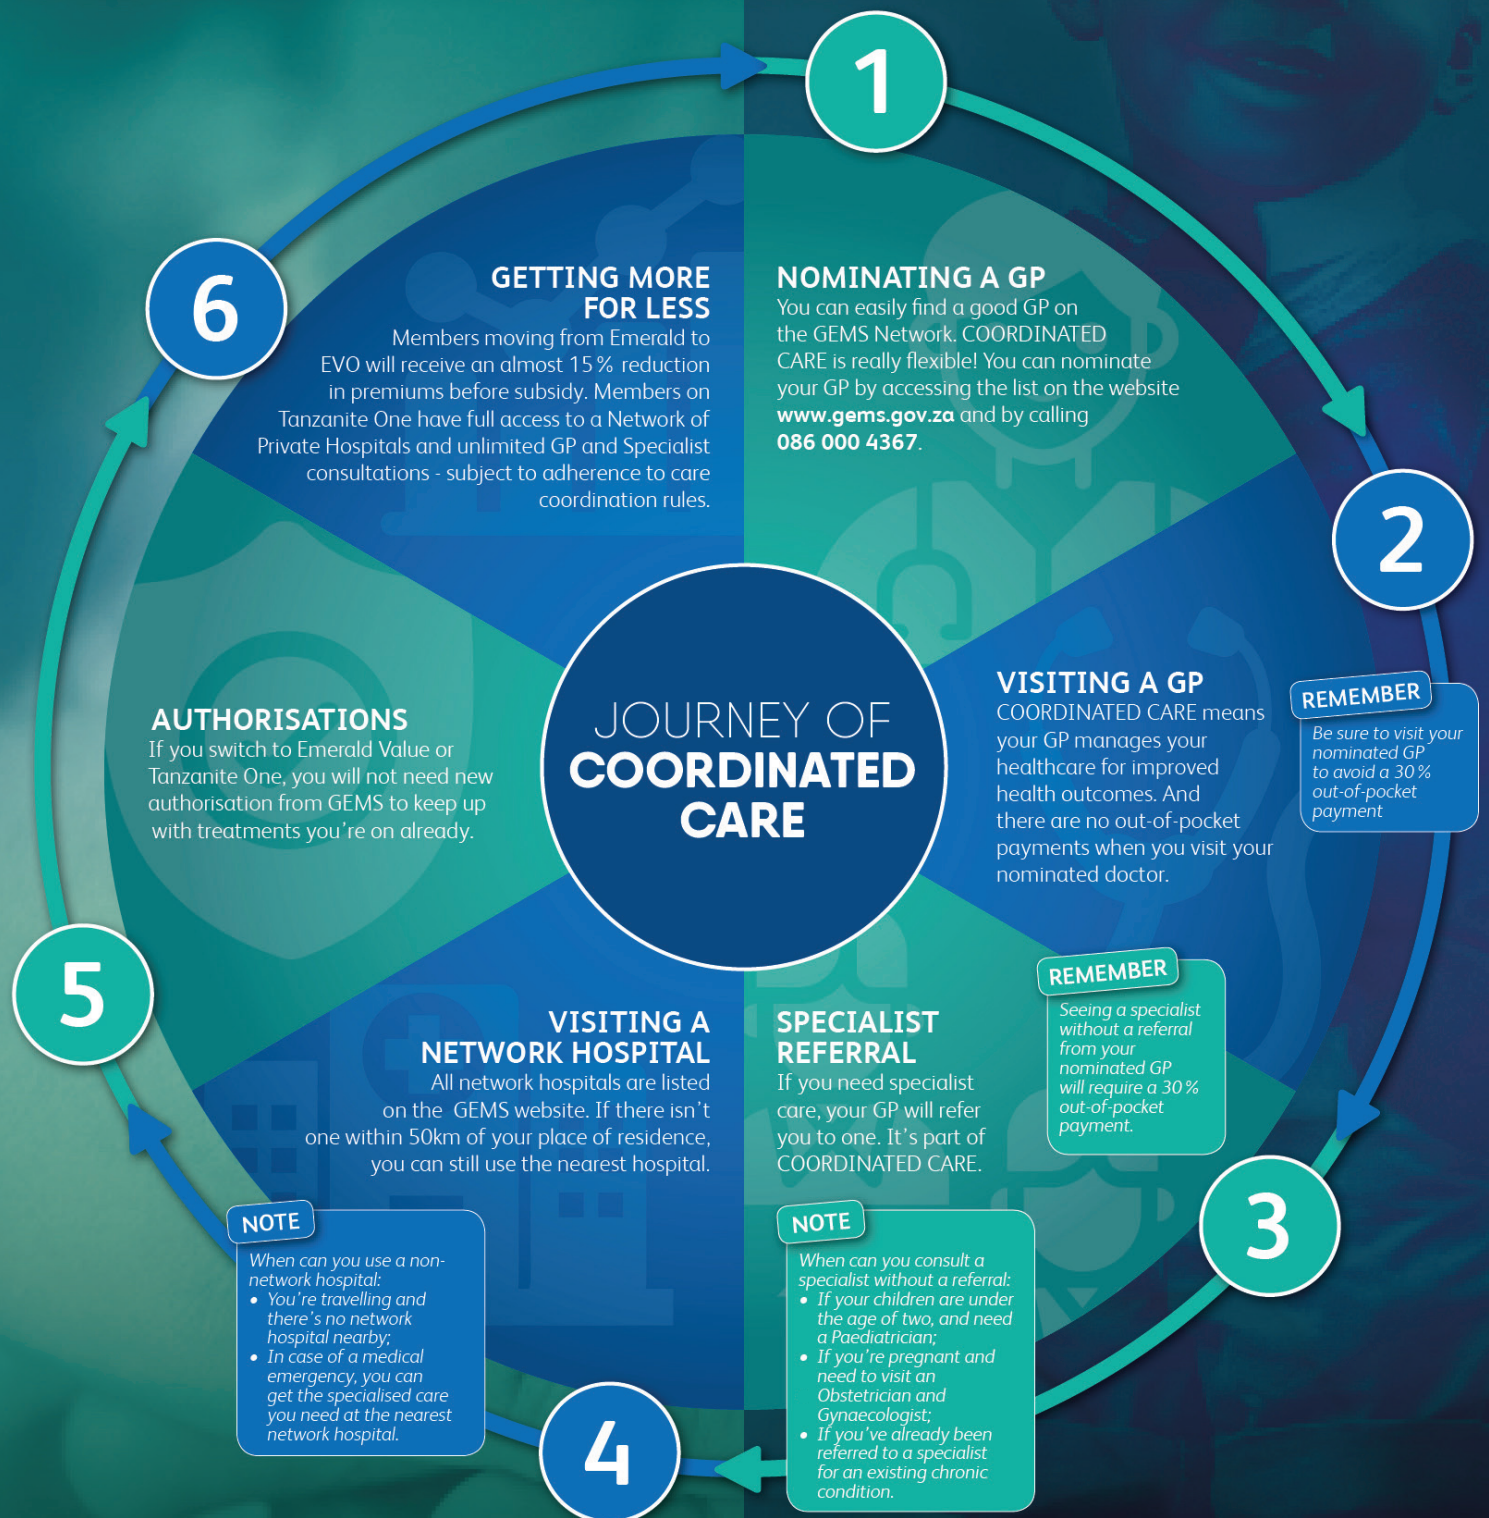 JOURNEY OF
COORDINATED
CARE
1
NOMINATING A GP
You can easily find a good GP on
the GEMS Network. COORDINATED
CARE is really flexible! You can nominate
your GP by accessing the list on the website
www.gems.gov.za and by calling
086 000 4367.
2
VISITING A GP
COORDINATED CARE means
your GP manages your
healthcare for improved
health outcomes. And
there are no out-of-pocket
payments when you visit your
nominated doctor.
REMEMBER
Be sure to visit your
nominated GP
to avoid a 30%
out-of-pocket
payment
3
SPECIALIST
REFERRAL
If you need specialist
care, your GP will refer
you to one. It's part of
COORDINATED CARE.
REMEMBER
Seeing a specialist
without a referral
from your
nominated GP
will require a 30%
out-of-pocket
payment.
NOTE
When can you consult a
specialist without a referral:
• If your children are under
the age of two, and need
a Paediatrician;
• If you're pregnant and
need to visit an
Obstetrician and
Gynaecologist;
• If you've already been
referred to a specialist
for an existing chronic
condition.
4
VISITING A
NETWORK HOSPITAL
All network hospitals are listed
on the GEMS website. If there isn't
one within 50km of your place of residence,
you can still use the nearest hospital.
NOTE
When can you use a non-
network hospital:
• You're travelling and
there's no network
hospital nearby;
• In case of a medical
emergency, you can
get the specialised care
you need at the nearest
network hospital.
5
AUTHORISATIONS
If you switch to Emerald Value or
Tanzanite One, you will not need new
authorisation from GEMS to keep up
with treatments you're on already.
6
GETTING MORE
FOR LESS
Members moving from Emerald to
EVO will receive an almost 15% reduction
in premiums before subsidy. Members on
Tanzanite One have full access to a Network of
Private Hospitals and unlimited GP and Specialist
consultations - subject to adherence to care
coordination rules.